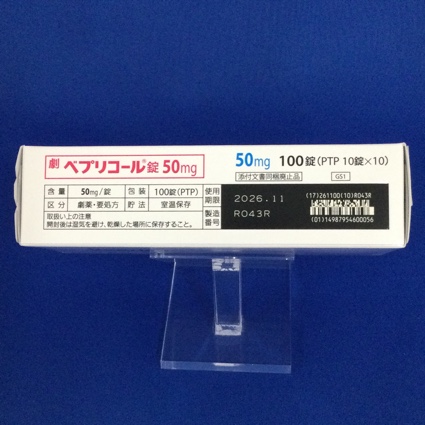 劇 ベプリコール®錠 50mg
50mg 100錠(PTP 10錠×10)
添付文書同梱廃止品 GS1
含量 50mg/錠 包装 100錠(PTP) 使用期限 2026.11
区分 劇薬・要処方 貯法 室温保存 製造番号 R043R
取扱い上の注意
開封後は湿気を避け、乾燥した場所に保存すること。
(17)261100(10)R043R
(01)14987954600056